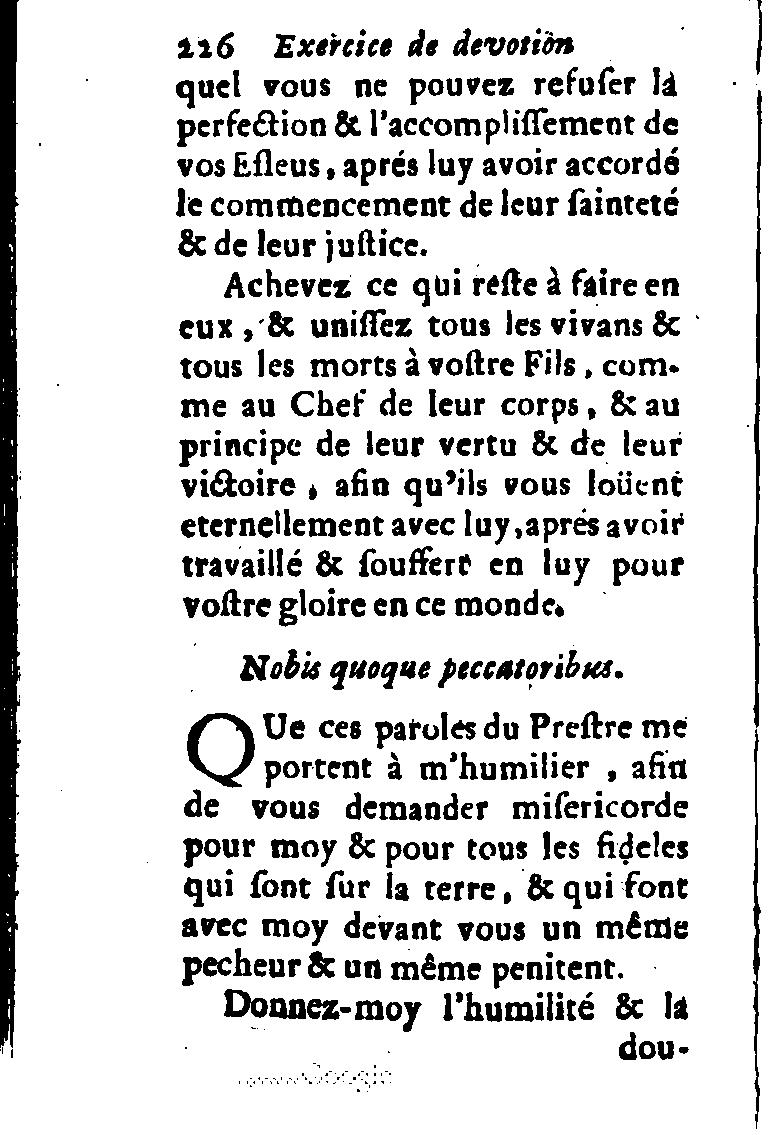 226 Exercice de devotion
quel vous ne pouvez refuſer la
perfection & l'accompliſſement de
vos Eſleus, aprés luy avoir accordé
le commencement de leur ſainteté
& de leur juſtice.
Achevez ce qui reſte à faire en
eux, & uniſſez tous les vivans &
tous les morts à voſtre Fils, com-
me au Chef de leur corps, & au
principe de leur vertu & de leur
victoire, afin qu'ils vous loüent
eternellement avec luy, aprés avoir
travaillé & ſouffert en luy pour
voſtre gloire en ce monde.
Nobis quoque peccatoribus.
QUe ces paroles du Preſtre me
portent à m'humilier, afin
de vous demander miſericorde
pour moy & pour tous les fideles
qui ſont ſur la terre, & qui font
avec moy devant vous un même
pecheur & un même penitent.
Donnez-moy l'humilité & la
dou-
Google